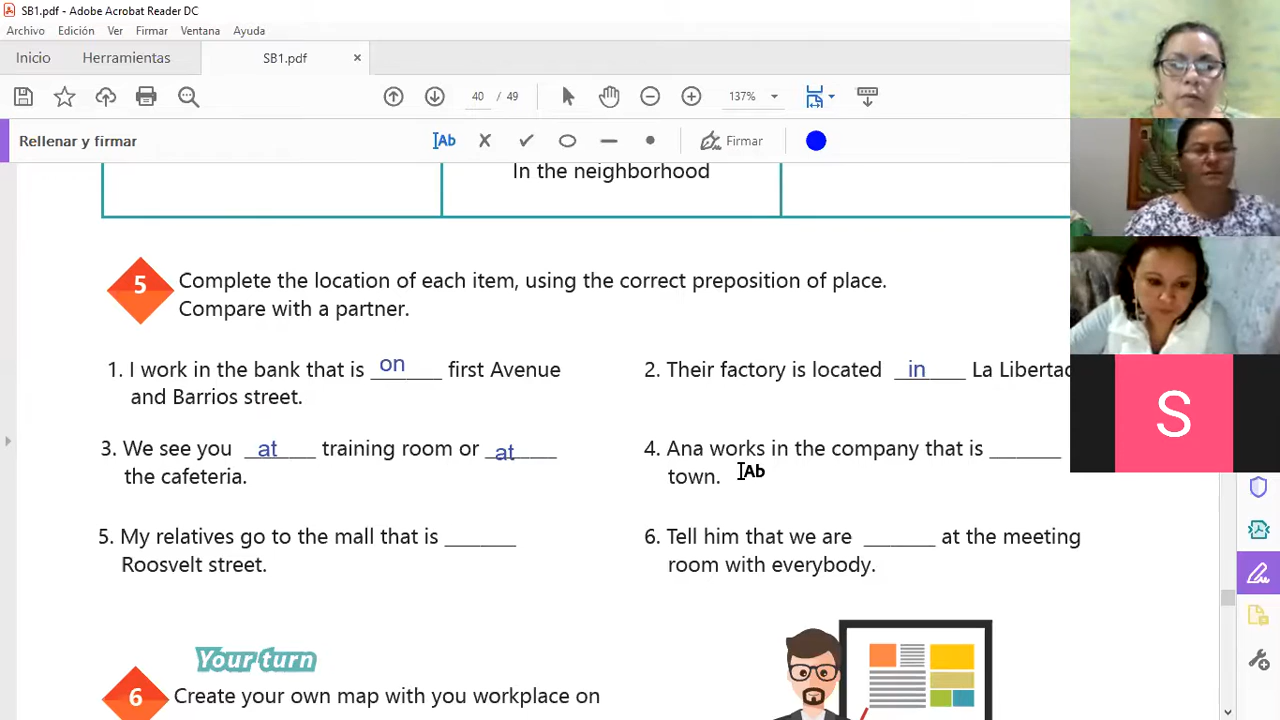 SB1.pdf - Adobe Acrobat Reader DC
Archivo Edición Ver Firmar Ventana Ayuda
Inicio Herramientas SB1.pdf ×
40 / 49 137%
Rellenar y firmar IAb Firmar
In the neighborhood
5 Complete the location of each item, using the correct preposition of place.
Compare with a partner.
1. I work in the bank that is on first Avenue
and Barrios street.
2. Their factory is located in La Libertad
3. We see you at training room or at
the cafeteria.
4. Ana works in the company that is _______
town.
IAb
5. My relatives go to the mall that is _______
Roosvelt street.
6. Tell him that we are _______ at the meeting
room with everybody.
Your turn
6 Create your own map with you workplace on
S